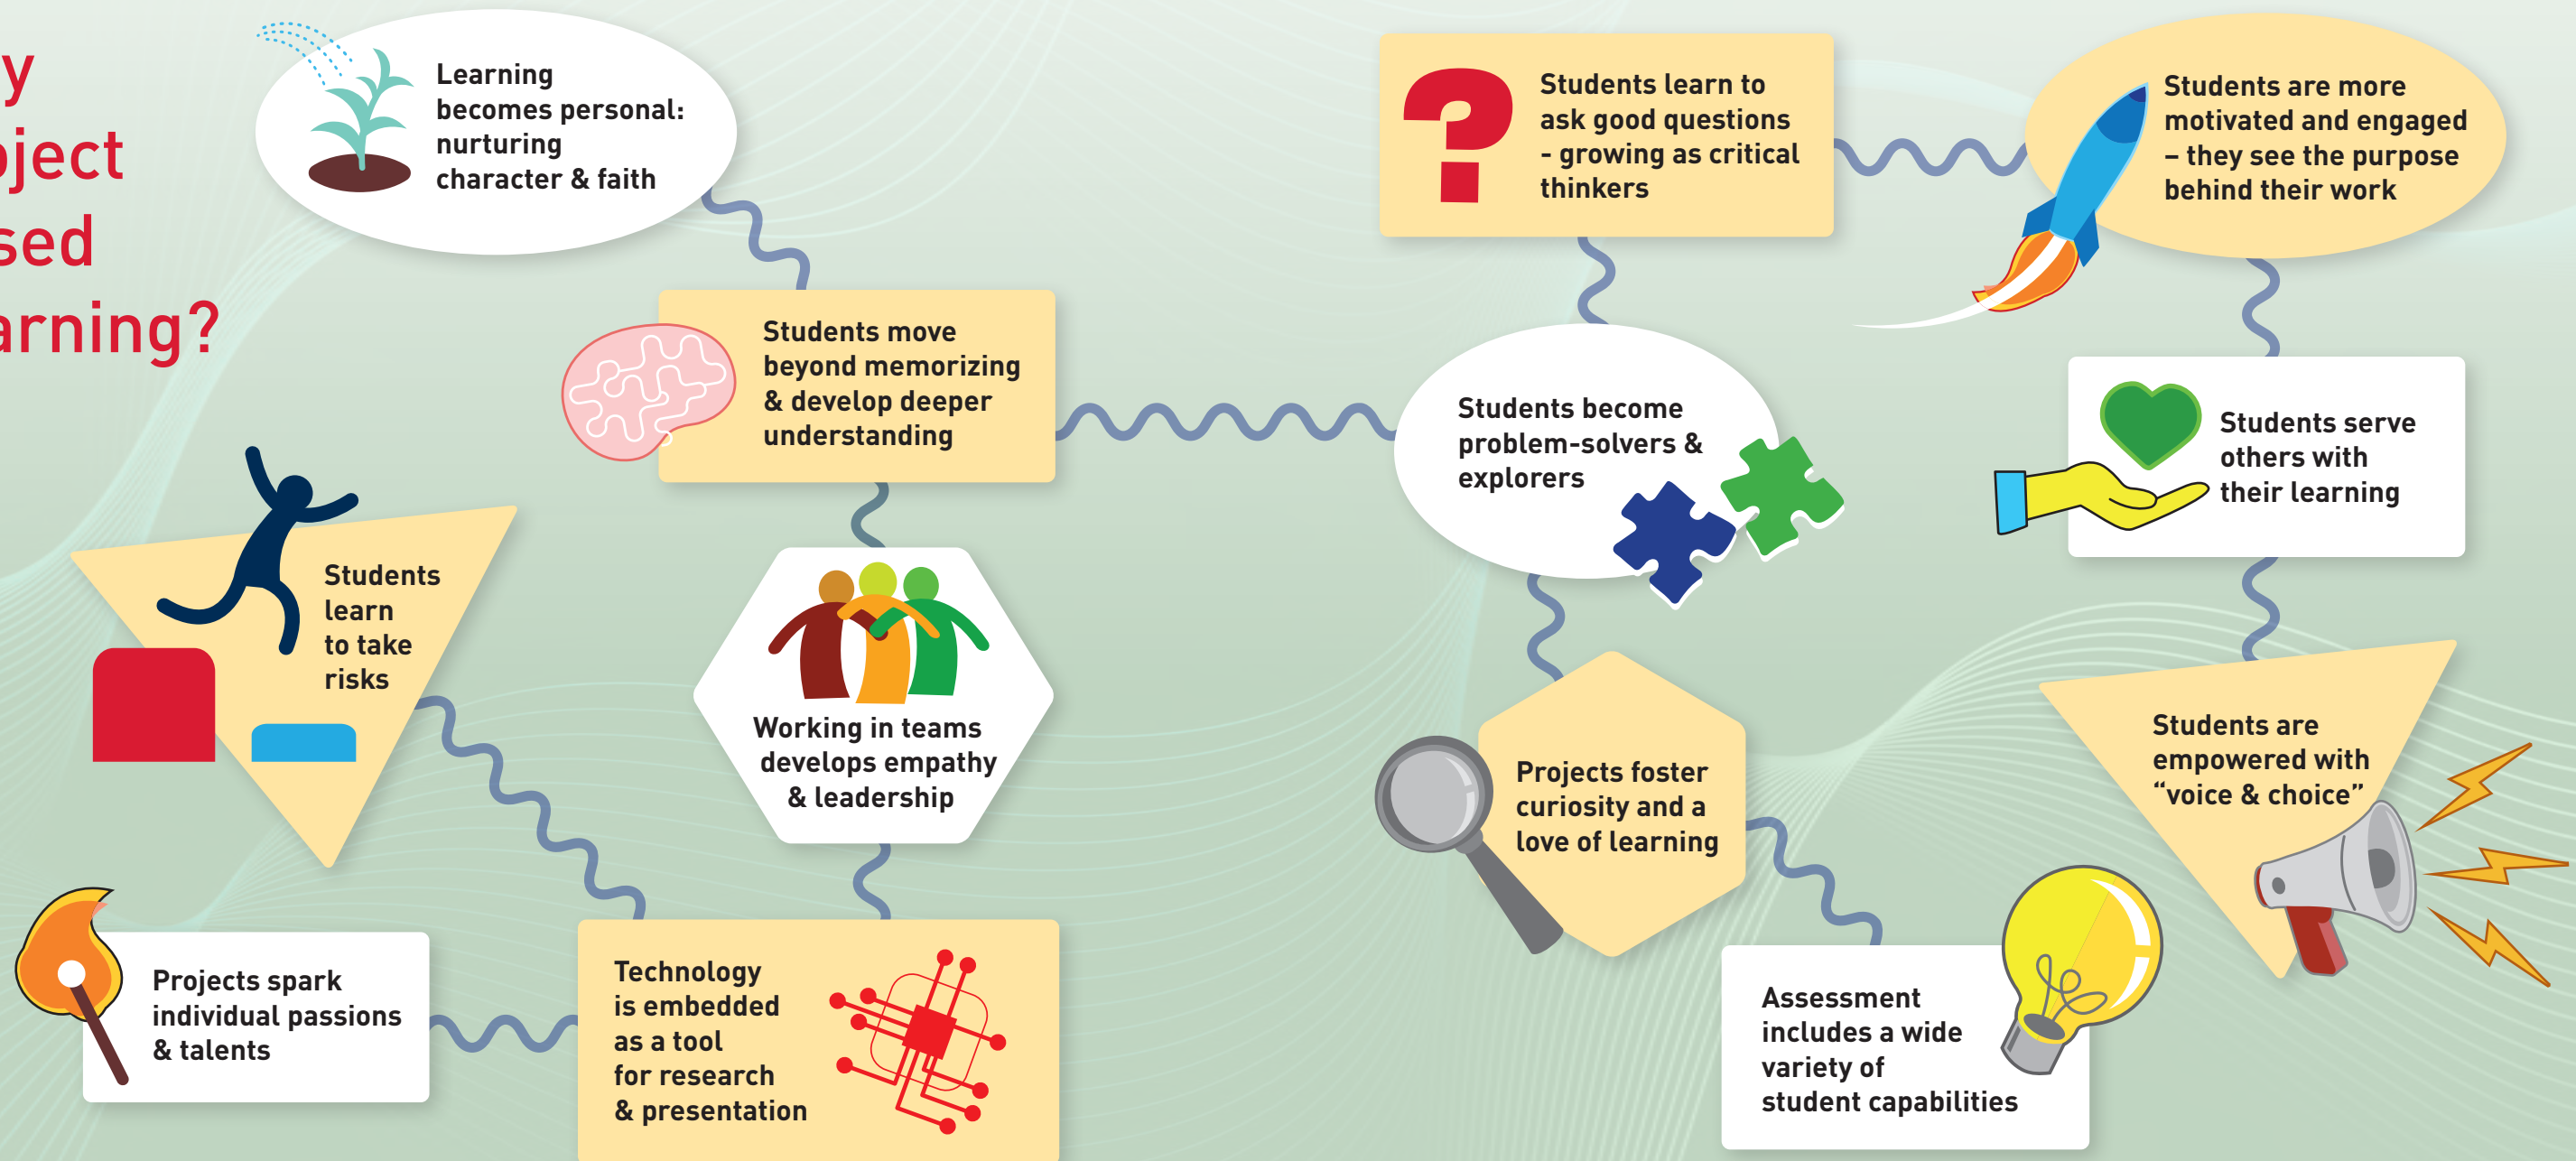 y
ject
sed
arning?
Learning
becomes personal:
nurturing
character & faith
Students learn to
ask good questions
- growing as critical
thinkers
Students are more
motivated and engaged
– they see the purpose
behind their work
Students move
beyond memorizing
& develop deeper
understanding
Students become
problem-solvers &
explorers
Students serve
others with
their learning
Students
learn
to take
risks
Working in teams
develops empathy
& leadership
Projects foster
curiosity and a
love of learning
Students are
empowered with
“voice & choice”
Projects spark
individual passions
& talents
Technology
is embedded
as a tool
for research
& presentation
Assessment
includes a wide
variety of
student capabilities